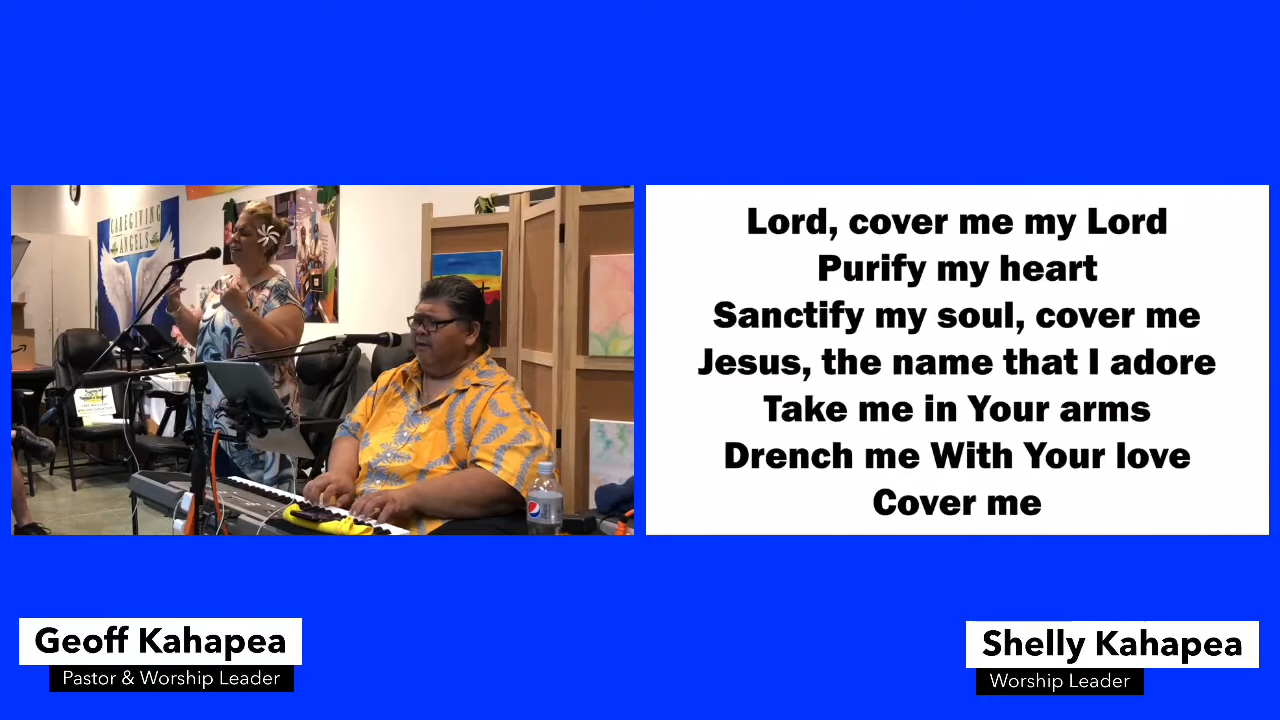 CAREGIVING
ANGELS
Lord, cover me my Lord
Purify my heart
Sanctify my soul, cover me
Jesus, the name that I adore
Take me in Your arms
Drench me With Your love
Cover me
Geoff Kahapea
Pastor & Worship Leader
Shelly Kahapea
Worship Leader